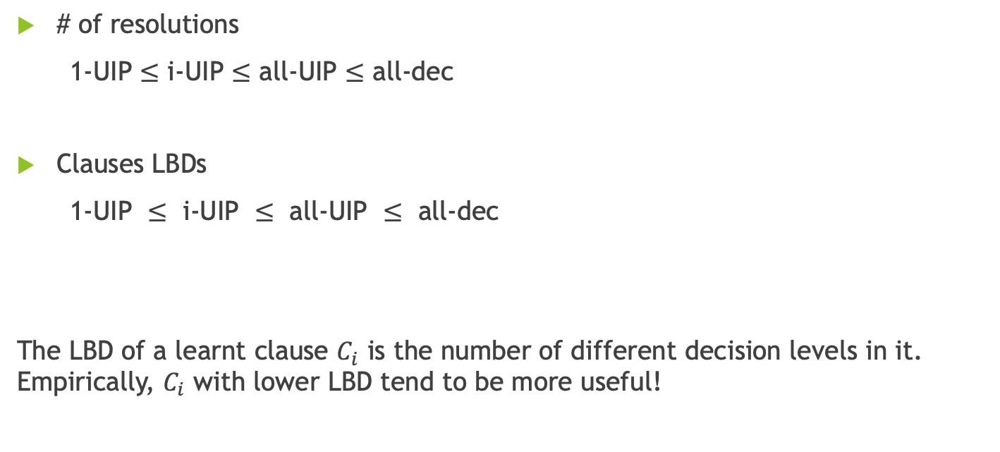 # of resolutions
1-UIP ≤ i-UIP ≤ all-UIP ≤ all-dec
Clauses LBDs
1-UIP ≤ i-UIP ≤ all-UIP ≤ all-dec
The LBD of a learnt clause Cᵢ is the number of different decision levels in it.
Empirically, Cᵢ with lower LBD tend to be more useful!